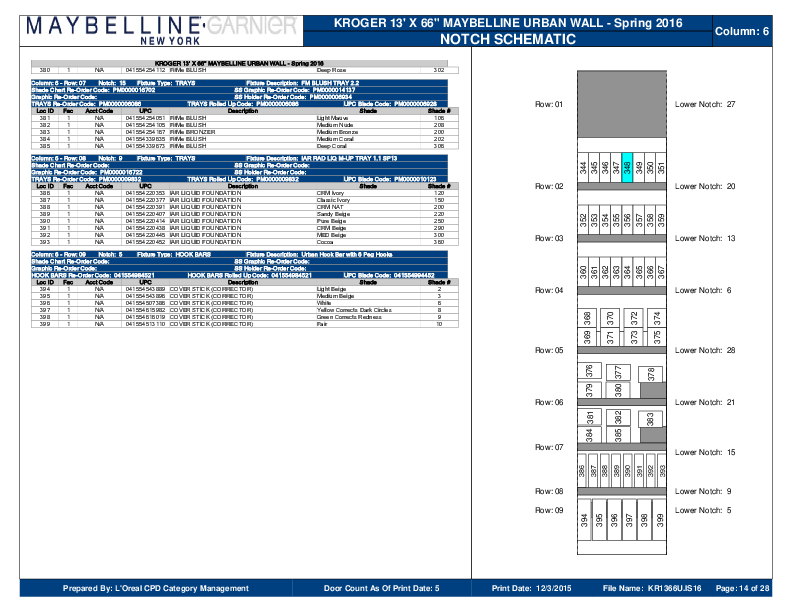 MAYBELLINE GARNIER
NEW YORK
KROGER 13' X 66" MAYBELLINE URBAN WALL - Spring 2016
NOTCH SCHEMATIC
Column: 6
KROGER 13' X 66" MAYBELLINE URBAN WALL - Spring 2016
380 1 N/A 041554254112 FitMe BLUSH Deep Rose 302
Column: 6 - Row: 07 Notch: 15 Fixture Type: TRAYS Fixture Description: FM BLUSH TRAY 2.2
Shade Chart Re-Order Code: PM0000016702 SS Graphic Re-Order Code: PM0000014137
Graphic Re-Order Code: SS Holder Re-Order Code: PM0000006934
TRAYS Re-Order Code: PM0000006086 TRAYS Rolled Up Code: PM0000006086 UPC Blade Code: PM0000006928
Loc ID Fac Acct Code UPC Description Shade Shade #
381 1 N/A 041554254051 FitMe BLUSH Light Mauve 106
382 1 N/A 041554254105 FitMe BLUSH Medium Nude 208
383 1 N/A 041554254167 FitMe BRONZER Medium Bronze 200
384 1 N/A 041554339635 FitMe BLUSH Medium Coral 202
385 1 N/A 041554339673 FitMe BLUSH Deep Coral 306
Column: 6 - Row: 08 Notch: 9 Fixture Type: TRAYS Fixture Description: IAR RAD LIQ M-UP TRAY 1.1 SP13
Shade Chart Re-Order Code: SS Graphic Re-Order Code:
Graphic Re-Order Code: PM0000016722 SS Holder Re-Order Code:
TRAYS Re-Order Code: PM0000009832 TRAYS Rolled Up Code: PM0000009832 UPC Blade Code: PM0000010123
Loc ID Fac Acct Code UPC Description Shade Shade #
386 1 N/A 041554220353 IAR LIQUID FOUNDATION CRM Ivory 120
387 1 N/A 041554220377 IAR LIQUID FOUNDATION Classic Ivory 150
388 1 N/A 041554220391 IAR LIQUID FOUNDATION CRM NAT 200
389 1 N/A 041554220407 IAR LIQUID FOUNDATION Sandy Beige 220
390 1 N/A 041554220414 IAR LIQUID FOUNDATION Pore Beige 250
391 1 N/A 041554220438 IAR LIQUID FOUNDATION CRM Beige 290
392 1 N/A 041554220445 IAR LIQUID FOUNDATION MED Beige 300
393 1 N/A 041554220452 IAR LIQUID FOUNDATION Cocoa 360
Column: 6 - Row: 09 Notch: 5 Fixture Type: HOOK BARS Fixture Description: Urban Hook Bar with 6 Peg Hooks
Shade Chart Re-Order Code: SS Graphic Re-Order Code:
Graphic Re-Order Code: SS Holder Re-Order Code:
HOOK BARS Re-Order Code: 041554984521 HOOK BARS Rolled Up Code: 041554984521 UPC Blade Code: 041554994452
Loc ID Fac Acct Code UPC Description Shade Shade #
394 1 N/A 041554543889 COVER STICK (CORRECTOR) Light Beige 2
395 1 N/A 041554543896 COVER STICK (CORRECTOR) Medium Beige 3
396 1 N/A 041554507386 COVER STICK (CORRECTOR) White 6
397 1 N/A 041554615982 COVER STICK (CORRECTOR) Yellow Corrects Dark Circles 8
398 1 N/A 041554616019 COVER STICK (CORRECTOR) Green Corrects Redness 9
399 1 N/A 041554513110 COVER STICK (CORRECTOR) Fair 10
Row: 01 Lower Notch: 27
344 345 346 347 348 349 350 351
Row: 02 Lower Notch: 20
352 353 354 355 356 357 358 359
Row: 03 Lower Notch: 13
360 361 362 363 364 365 366 367
Row: 04 Lower Notch: 6
368 370 372 374
369 371 373 375
Row: 05 Lower Notch: 28
376 377 378
379 380
Row: 06 Lower Notch: 21
381 382 383
384 385
Row: 07 Lower Notch: 15
386 387 388 389 390 391 392 393
Row: 08 Lower Notch: 9
Row: 09 Lower Notch: 5
394 395 396 397 398 399
Prepared By: L'Oreal CPD Category Management Door Count As Of Print Date: 5 Print Date: 12/3/2015 File Name: KR1366UJS16 Page: 14 of 28